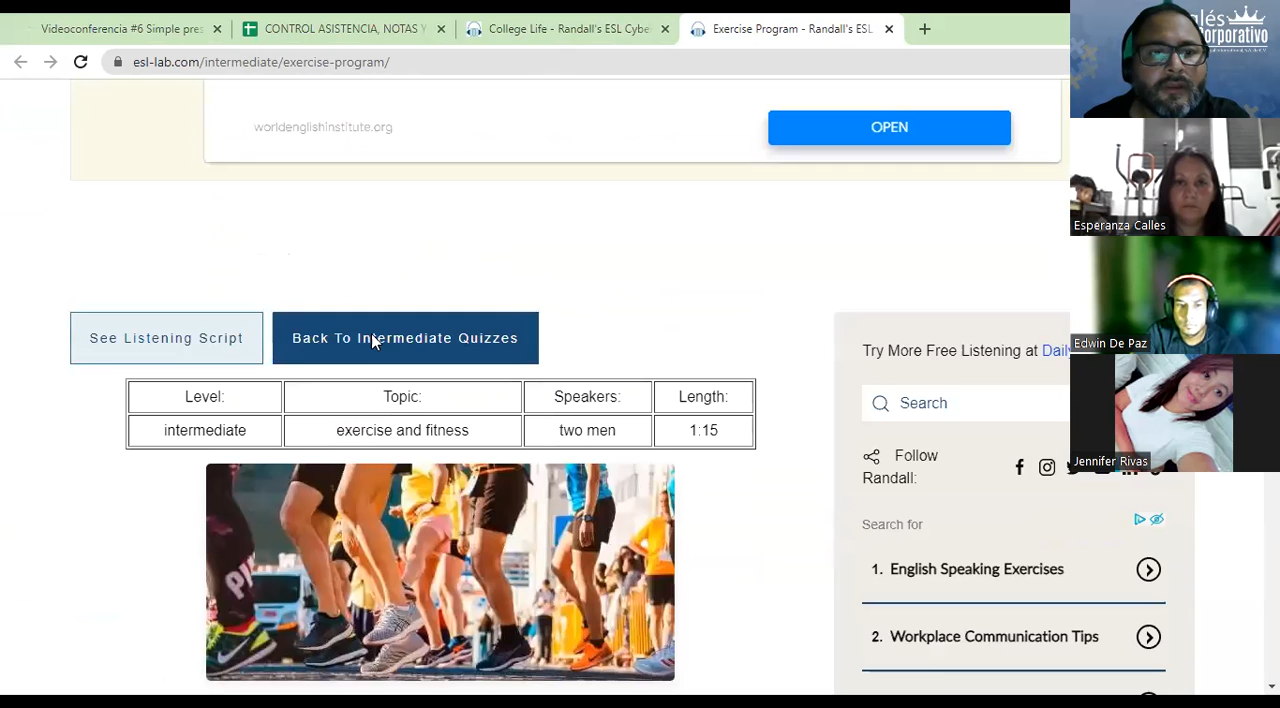 Videoconferencia #6 Simple pres
CONTROL ASISTENCIA, NOTAS Y
College Life - Randall's ESL Cybe
Exercise Program - Randall's ESL
esl-lab.com/intermediate/exercise-program/
worldenglishinstitute.org
OPEN
See Listening Script
Back To Intermediate Quizzes
Level:
Topic:
Speakers:
Length:
intermediate
exercise and fitness
two men
1:15
Try More Free Listening at Daily
Search
Follow
Randall:
Search for
1. English Speaking Exercises
2. Workplace Communication Tips
glés
orporativo
Esperanza Calles
Edwin De Paz
Jennifer Rivas